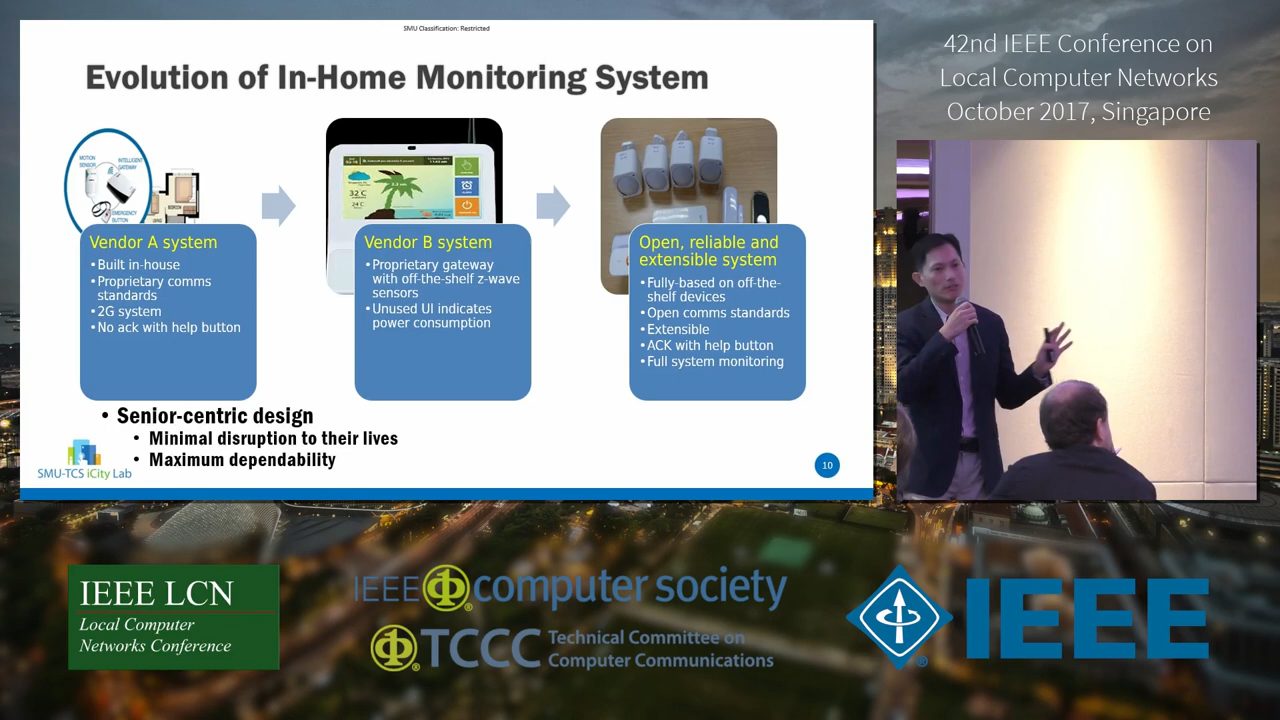 SMU Classification: Restricted
Evolution of In-Home Monitoring System
MOTION
SENSOR
INTELLIGENT
GATEWAY
EMERGENCY
BUTTON
32 C
24 C
Vendor A system
•Built in-house
•Proprietary comms
standards
•2G system
•No ack with help button
Vendor B system
•Proprietary gateway
with off-the-shelf z-wave
sensors
•Unused UI indicates
power consumption
Open, reliable and
extensible system
•Fully-based on off-the-
shelf devices
•Open comms standards
•Extensible
•ACK with help button
•Full system monitoring
• Senior-centric design
• Minimal disruption to their lives
• Maximum dependability
SMU-TCS iCity Lab
10
42nd IEEE Conference on
Local Computer Networks
October 2017, Singapore
IEEE LCN
Local Computer
Networks Conference
IEEE computer society
TCCC Technical Committee on
Computer Communications
IEEE